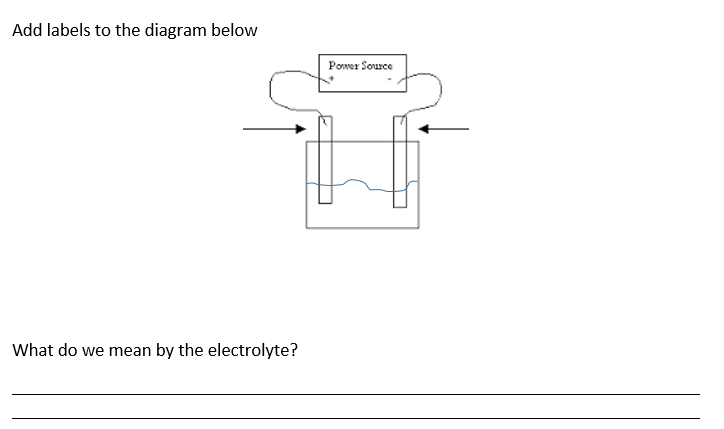 Add labels to the diagram below
Power Source
+ -
What do we mean by the electrolyte?